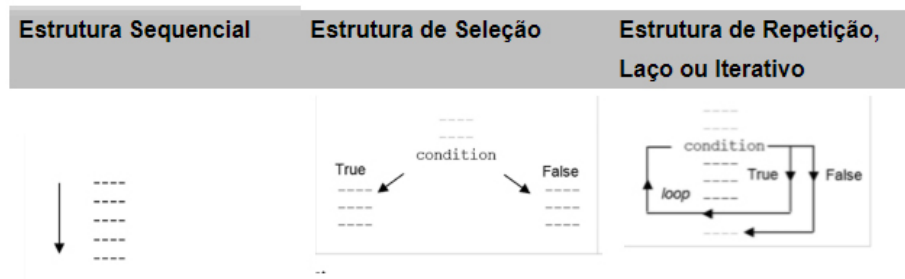 Estrutura Sequencial
Estrutura de Seleção
Estrutura de Repetição,
Laço ou Iterativo
condition
True
False
condition
True
False
loop